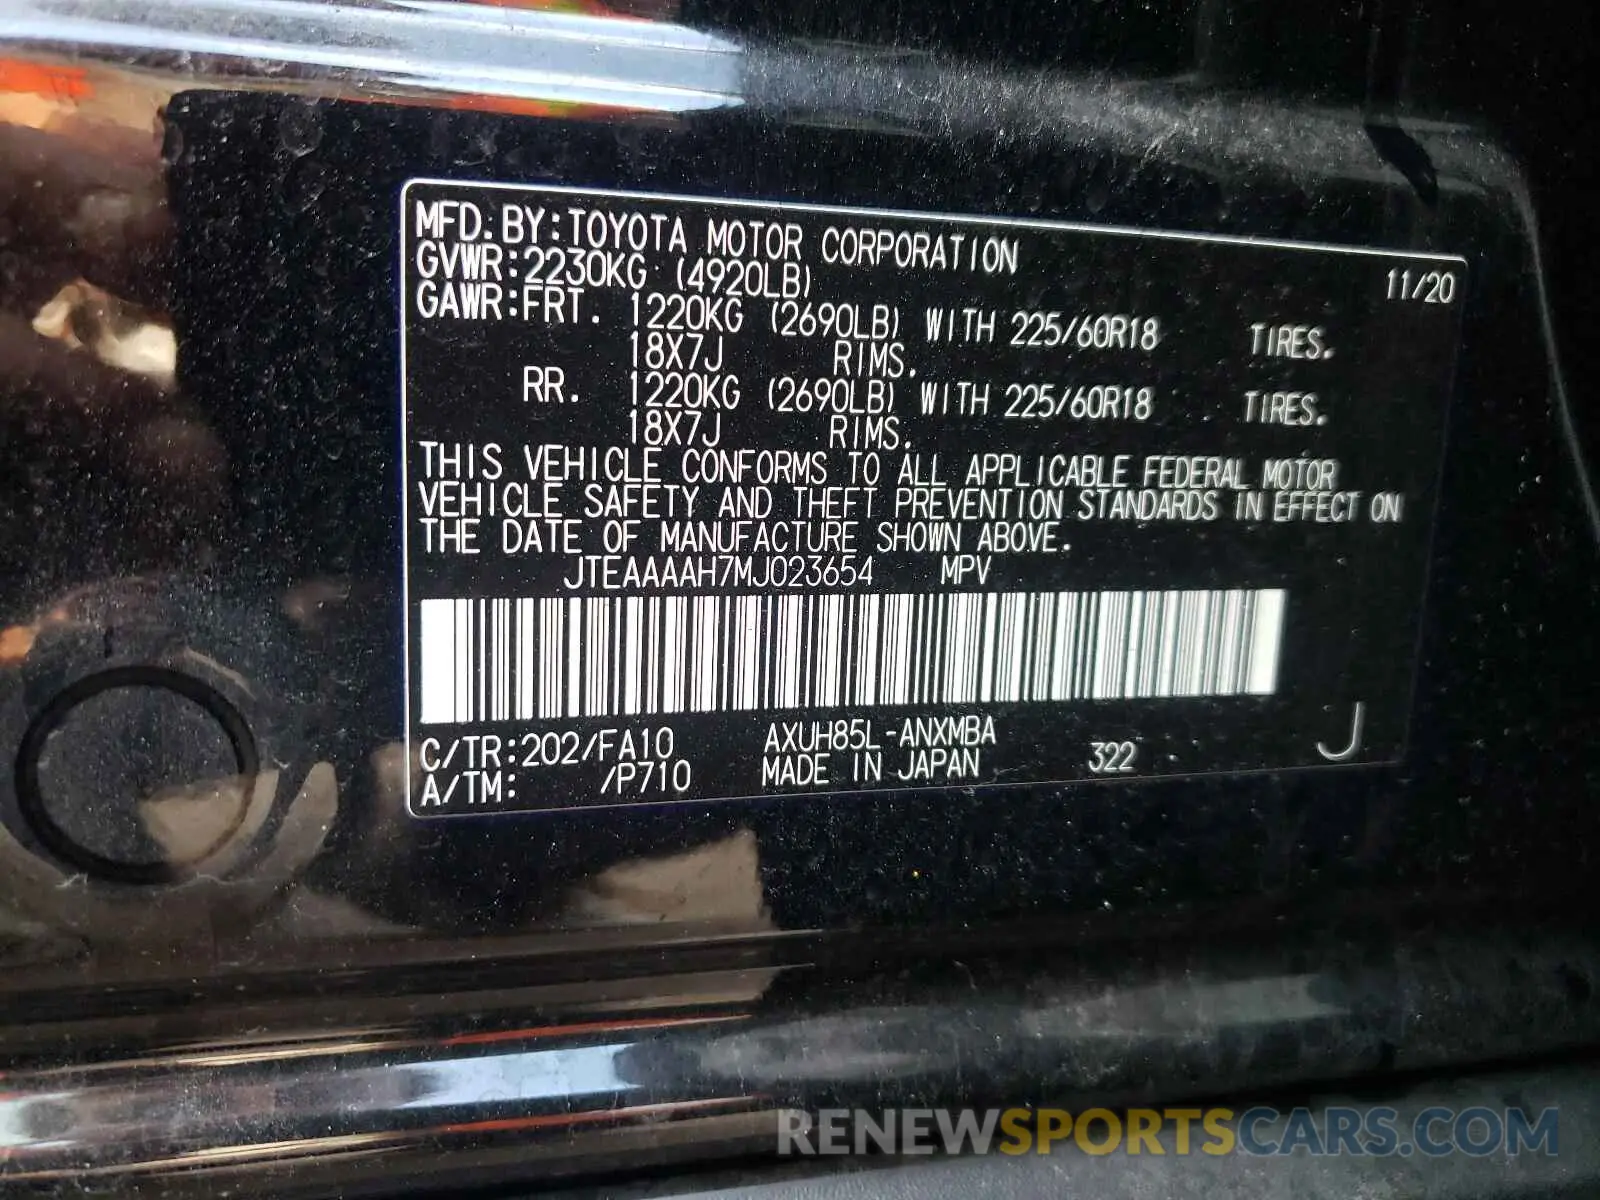 MFD. BY:TOYOTA MOTOR CORPORATION 11/20
GVWR:2230KG (4920LB)
GAWR:FRT. 1220KG (2690LB) WITH 225/60R18 TIRES.
18X7J RIMS.
RR. 1220KG (2690LB) WITH 225/60R18 TIRES.
18X7J RIMS.
THIS VEHICLE CONFORMS TO ALL APPLICABLE FEDERAL MOTOR
VEHICLE SAFETY AND THEFT PREVENTION STANDARDS IN EFFECT ON
THE DATE OF MANUFACTURE SHOWN ABOVE.
JTEAAAAH7MJ023654 MPV
C/TR:202/FA10 AXUH85L-ANXMBA
A/TM: /P710 MADE IN JAPAN 322 J
RENEWSPORTSCARS.COM